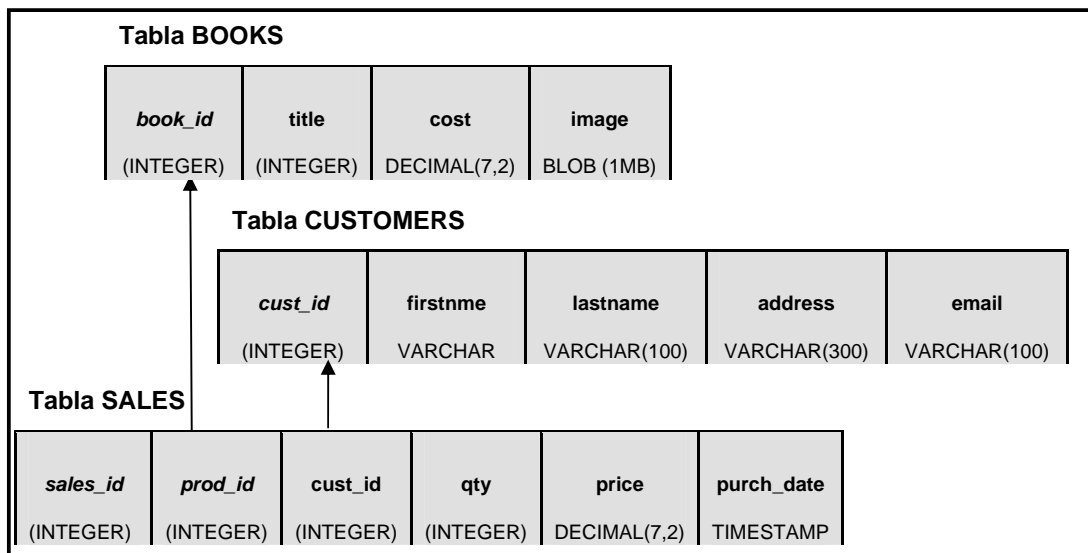 Tabla BOOKS
book_id title cost image
(INTEGER) (INTEGER) DECIMAL(7,2) BLOB (1MB)
Tabla CUSTOMERS
cust_id firstnme lastname address email
(INTEGER) VARCHAR VARCHAR(100) VARCHAR(300) VARCHAR(100)
Tabla SALES
sales_id prod_id cust_id qty price purch_date
(INTEGER) (INTEGER) (INTEGER) (INTEGER) DECIMAL(7,2) TIMESTAMP